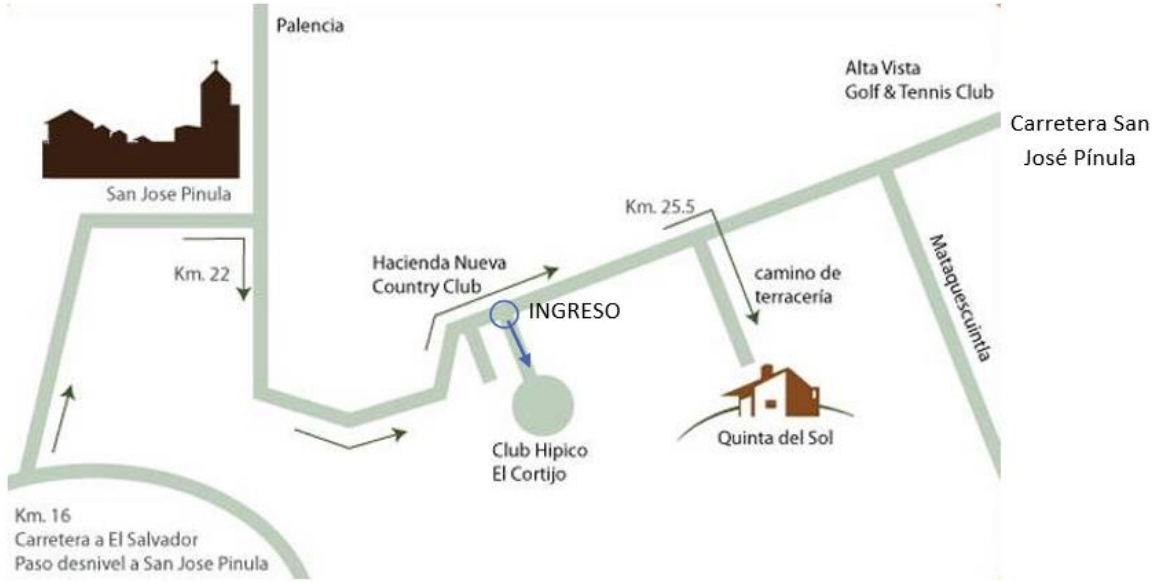 Palencia
Alta Vista
Golf & Tennis Club
Carretera San
José Pínula
San Jose Pinula
Km. 25.5
Km. 22
Hacienda Nueva
Country Club
camino de
terracería
Mataquescuintla
INGRESO
Quinta del Sol
Club Hipico
El Cortijo
Km. 16
Carretera a El Salvador
Paso desnivel a San Jose Pinula